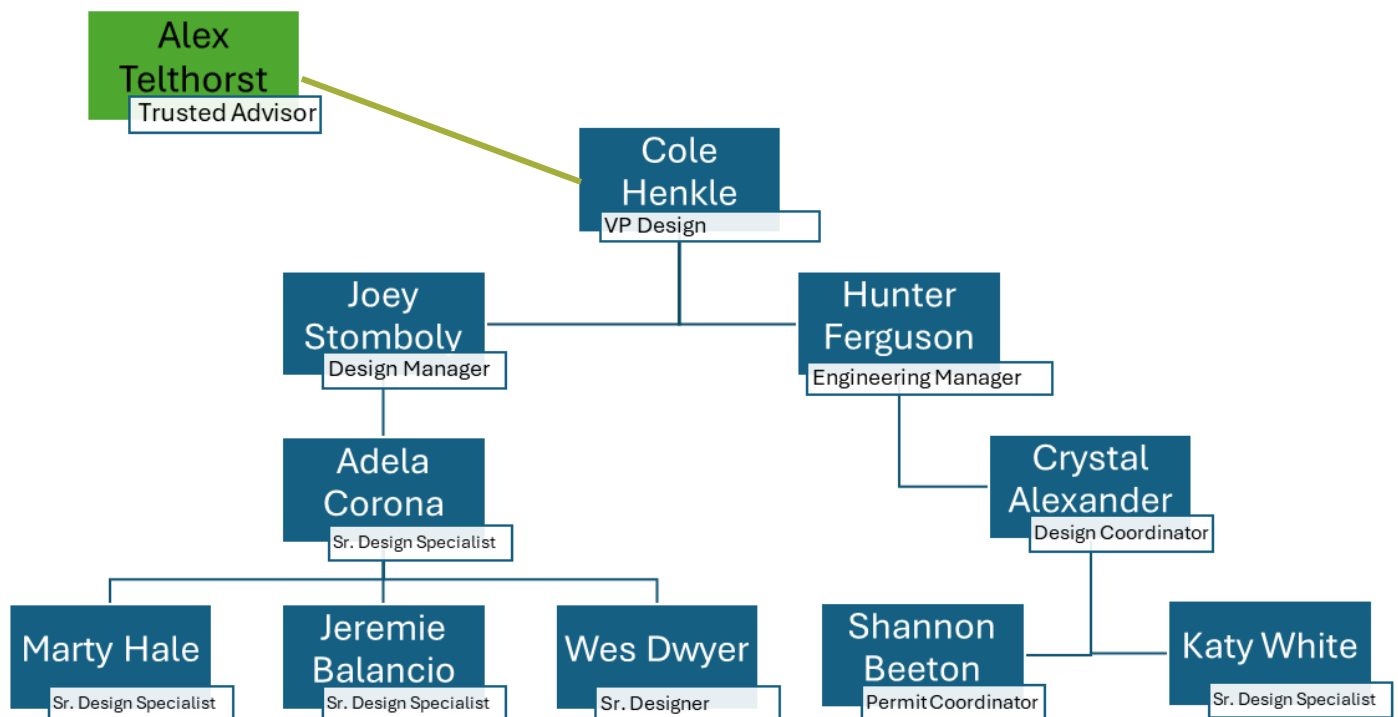 Alex
Telthorst
Trusted Advisor
Cole
Henkle
VP Design
Joey
Stomboly
Design Manager
Hunter
Ferguson
Engineering Manager
Adela
Corona
Sr. Design Specialist
Crystal
Alexander
Design Coordinator
Marty Hale
Sr. Design Specialist
Jeremie
Balancio
Sr. Design Specialist
Wes Dwyer
Sr. Designer
Shannon
Beeton
Permit Coordinator
Katy White
Sr. Design Specialist